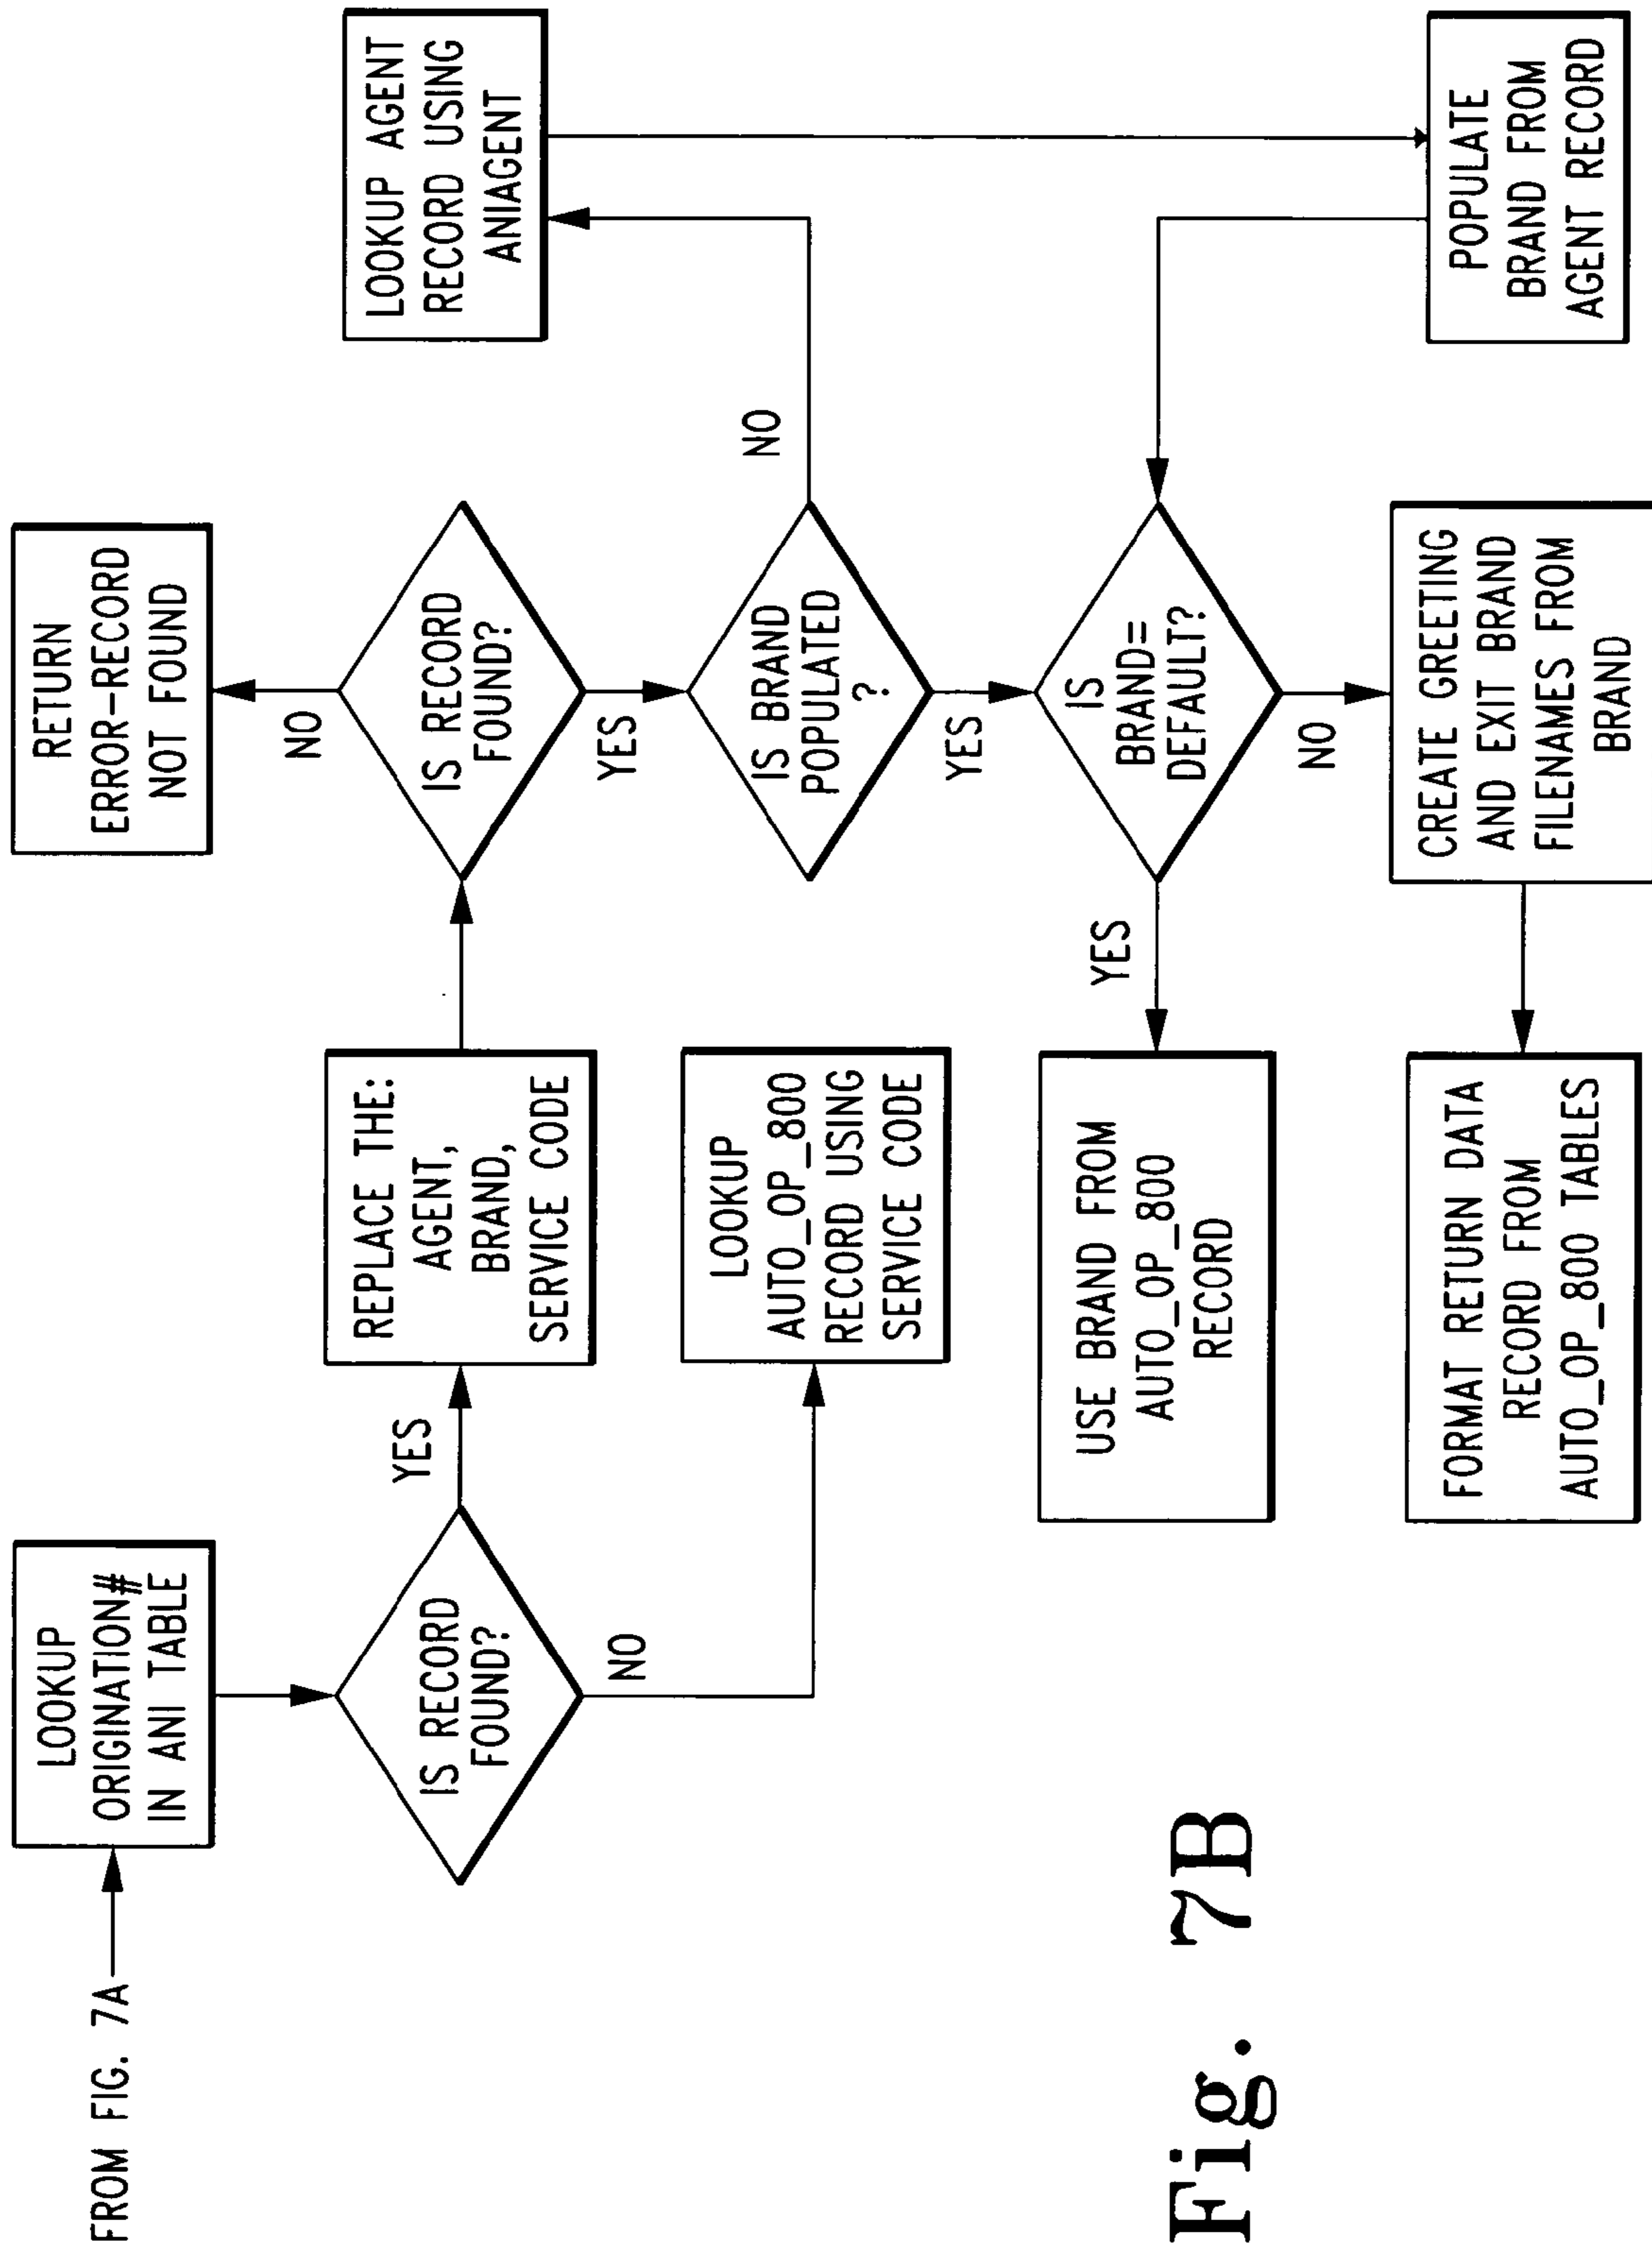 FROM FIG. 7A
LOOKUP
ORIGINATION#
IN ANI TABLE
IS RECORD
FOUND?
YES
NO
REPLACE THE:
AGENT,
BRAND,
SERVICE CODE
LOOKUP
AUTO_OP_800
RECORD USING
SERVICE CODE
RETURN
ERROR-RECORD
NOT FOUND
NO
IS RECORD
FOUND?
YES
IS BRAND
POPULATED
?
NO
YES
LOOKUP AGENT
RECORD USING
ANIAGENT
POPULATE
BRAND FROM
AGENT RECORD
IS
BRAND=
DEFAULT?
YES
NO
USE BRAND FROM
AUTO_OP_800
RECORD
CREATE GREETING
AND EXIT BRAND
FILENAMES FROM
BRAND
FORMAT RETURN DATA
RECORD FROM
AUTO_OP_800 TABLES
Fig. 7B